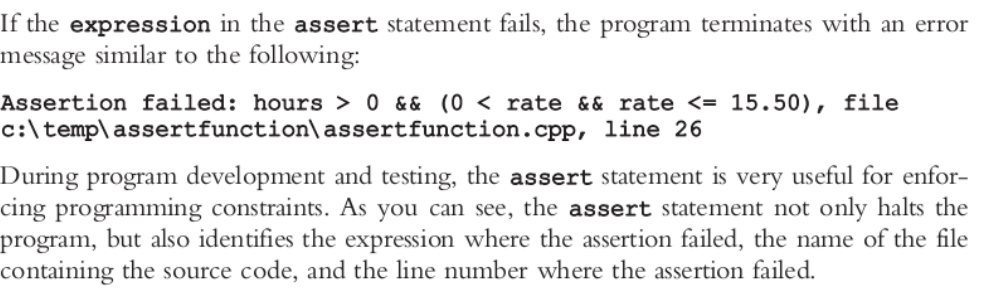 If the expression in the assert statement fails, the program terminates with an error
message similar to the following:
Assertion failed: hours > 0 && (0 < rate && rate <= 15.50), file
c:\temp\assertfunction\assertfunction.cpp, line 26
During program development and testing, the assert statement is very useful for enfor-
cing programming constraints. As you can see, the assert statement not only halts the
program, but also identifies the expression where the assertion failed, the name of the file
containing the source code, and the line number where the assertion failed.